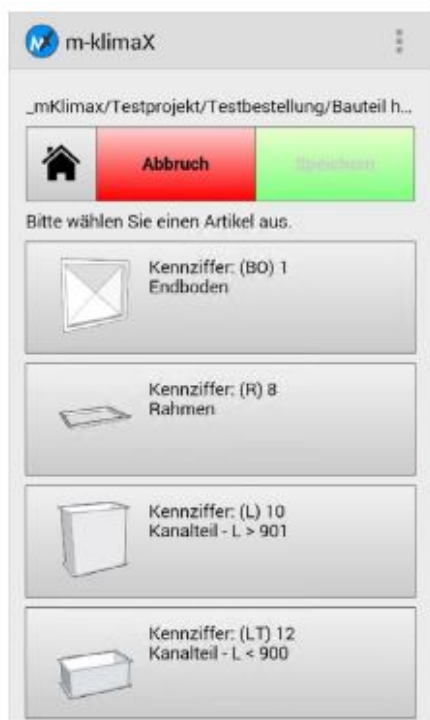 m-klimaX
_mKlimax/Testprojekt/Testbestellung/Bauteil h...
Abbruch
Speichern
Bitte wählen Sie einen Artikel aus.
Kennziffer: (BO) 1
Endboden
Kennziffer: (R) 8
Rahmen
Kennziffer: (L) 10
Kanalteil - L > 901
Kennziffer: (LT) 12
Kanalteil - L < 900